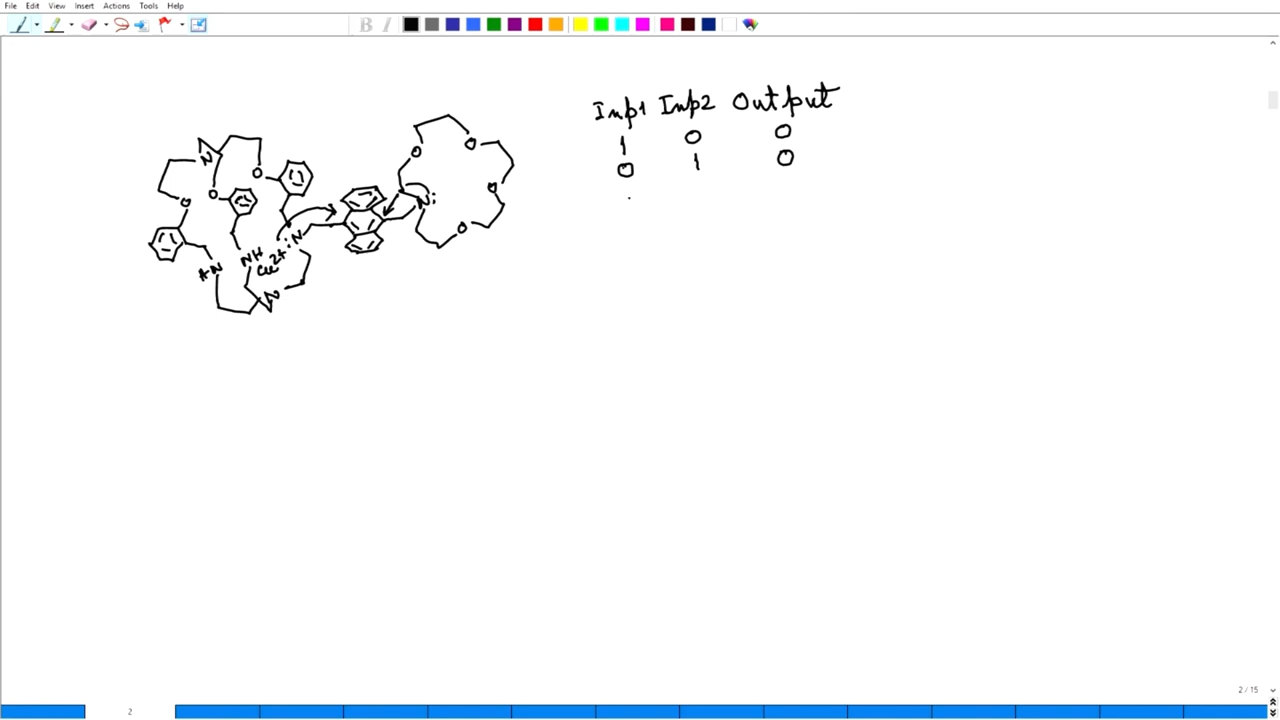 File Edit View Insert Actions Tools Help
B I
Inp1 Inp2 Output
1 0 0
0 1 0
N
O
O
O
NH
HN
Cu2+
:N
N
O
O
O
O
N:
2 / 15
2